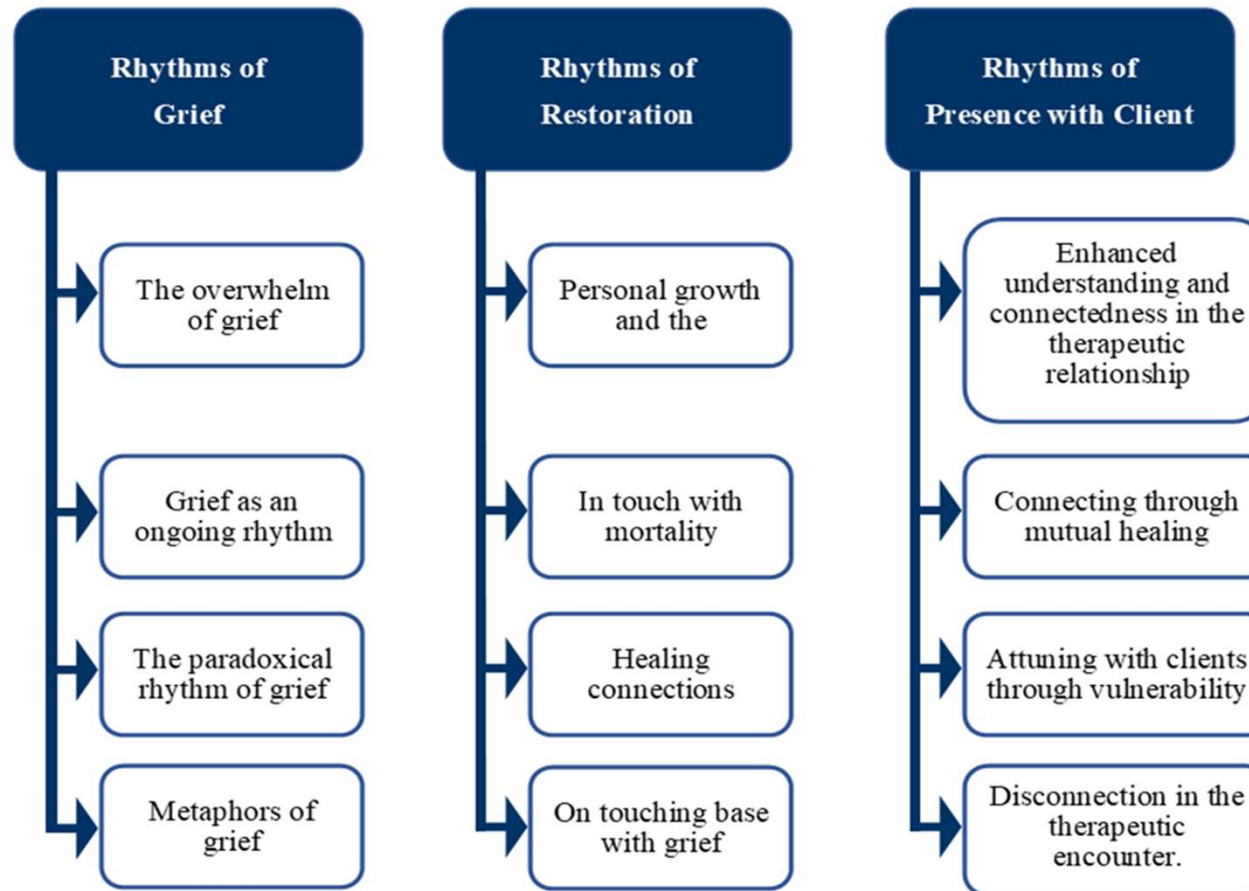 Rhythms of
Grief
The overwhelm
of grief
Grief as an
ongoing rhythm
The paradoxical
rhythm of grief
Metaphors of
grief
Rhythms of
Restoration
Personal growth
and the
In touch with
mortality
Healing
connections
On touching base
with grief
Rhythms of
Presence with Client
Enhanced
understanding and
connectedness in the
therapeutic
relationship
Connecting through
mutual healing
Attuning with clients
through vulnerability
Disconnection in the
therapeutic
encounter.